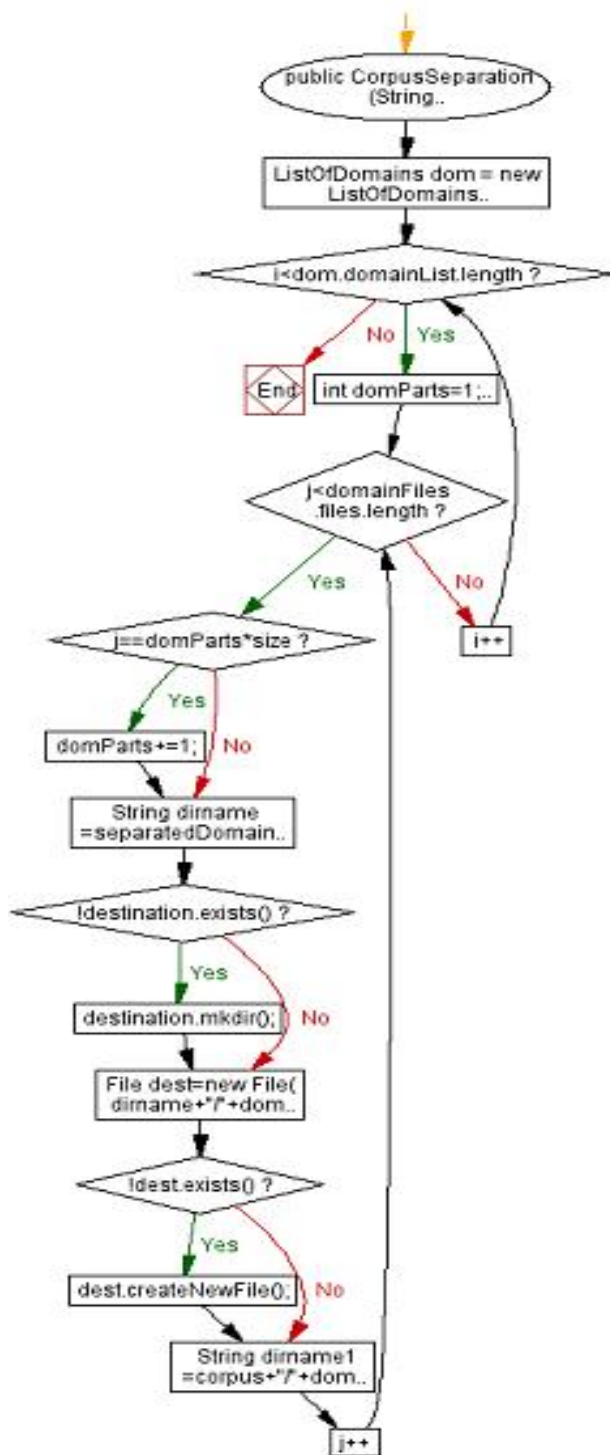 public CorpusSeparation
(String..
ListOfDomains dom = new
ListOfDomains..
i<dom.domainList.length ?
No
Yes
End
int domParts=1;..
j<domainFiles
.files.length ?
Yes
No
i++
j==domParts*size ?
Yes
domParts+=1;
No
String dirname
=separatedDomain..
!destination.exists() ?
Yes
destination.mkdir();
No
File dest=new File(
dirname+"/"+dom..
!dest.exists() ?
Yes
dest.createNewFile();
No
String dirname1
=corpus+"/"+dom..
j++